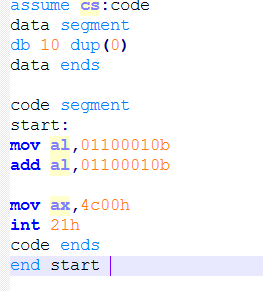 assume cs:code
data segment
db 10 dup(0)
data ends
code segment
start:
mov al,01100010b
add al,01100010b
mov ax,4c00h
int 21h
code ends
end start